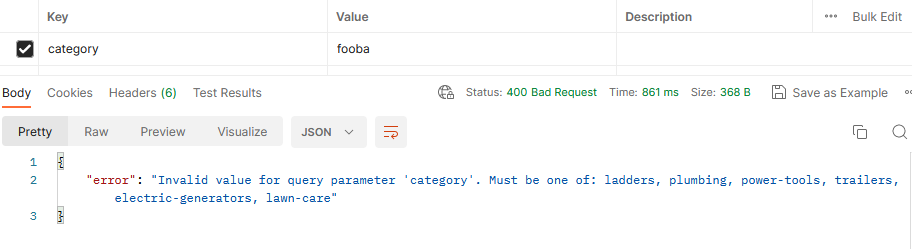 Key Value Description ••• Bulk Edit
category fooba
Body Cookies Headers (6) Test Results Status: 400 Bad Request Time: 861 ms Size: 368 B Save as Example
Pretty Raw Preview Visualize JSON
1 {
2 "error": "Invalid value for query parameter 'category'. Must be one of: ladders, plumbing, power-tools, trailers,
electric-generators, lawn-care"
3 }